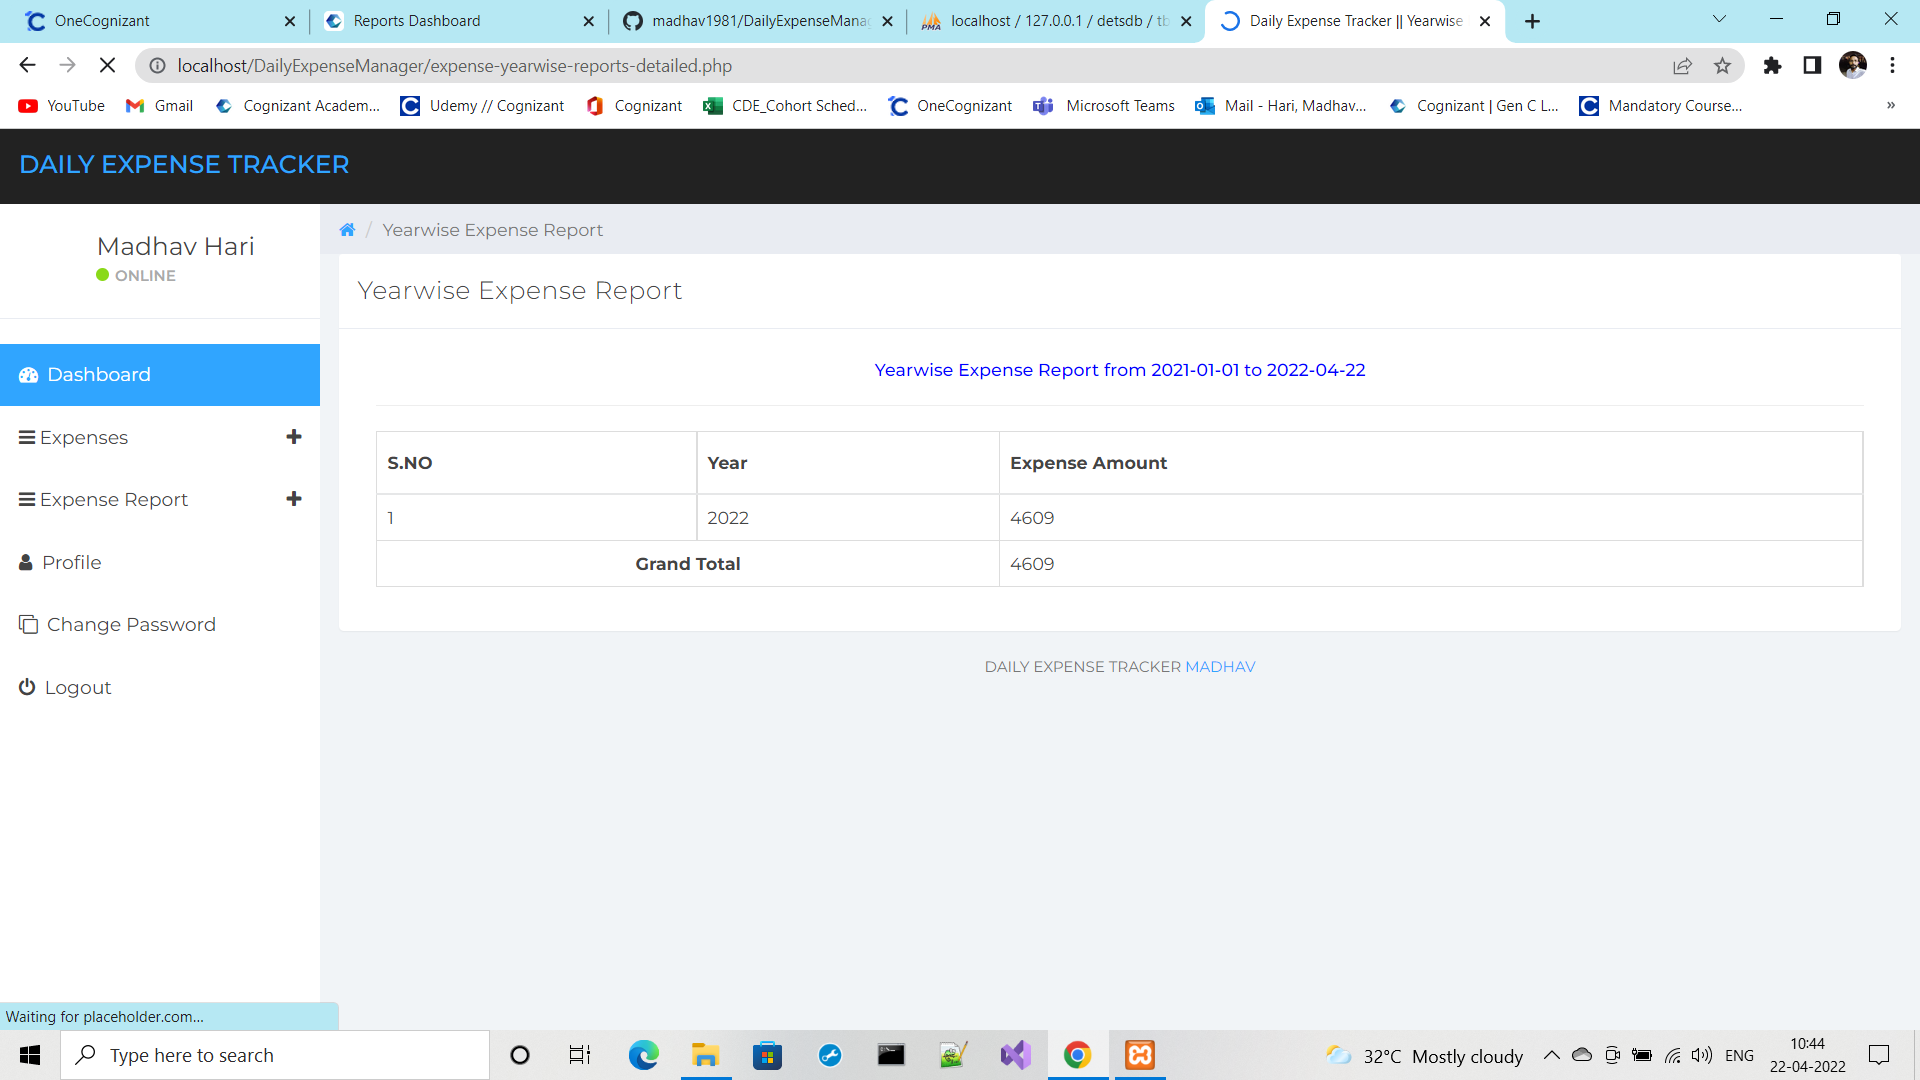 OneCognizant
Reports Dashboard
madhav1981/DailyExpenseMana
localhost / 127.0.0.1 / detsdb / tb
Daily Expense Tracker || Yearwise
localhost/DailyExpenseManager/expense-yearwise-reports-detailed.php
YouTube
Gmail
Cognizant Academ...
Udemy // Cognizant
Cognizant
CDE_Cohort Sched...
OneCognizant
Microsoft Teams
Mail - Hari, Madhav...
Cognizant | Gen C L...
Mandatory Course...
»
DAILY EXPENSE TRACKER
Madhav Hari
ONLINE
Dashboard
Expenses
Expense Report
Profile
Change Password
Logout
/ Yearwise Expense Report
Yearwise Expense Report
Yearwise Expense Report from 2021-01-01 to 2022-04-22
S.NO Year Expense Amount
1 2022 4609
Grand Total 4609
DAILY EXPENSE TRACKER MADHAV
Waiting for placeholder.com...
Type here to search
32°C Mostly cloudy
ENG
10:44
22-04-2022